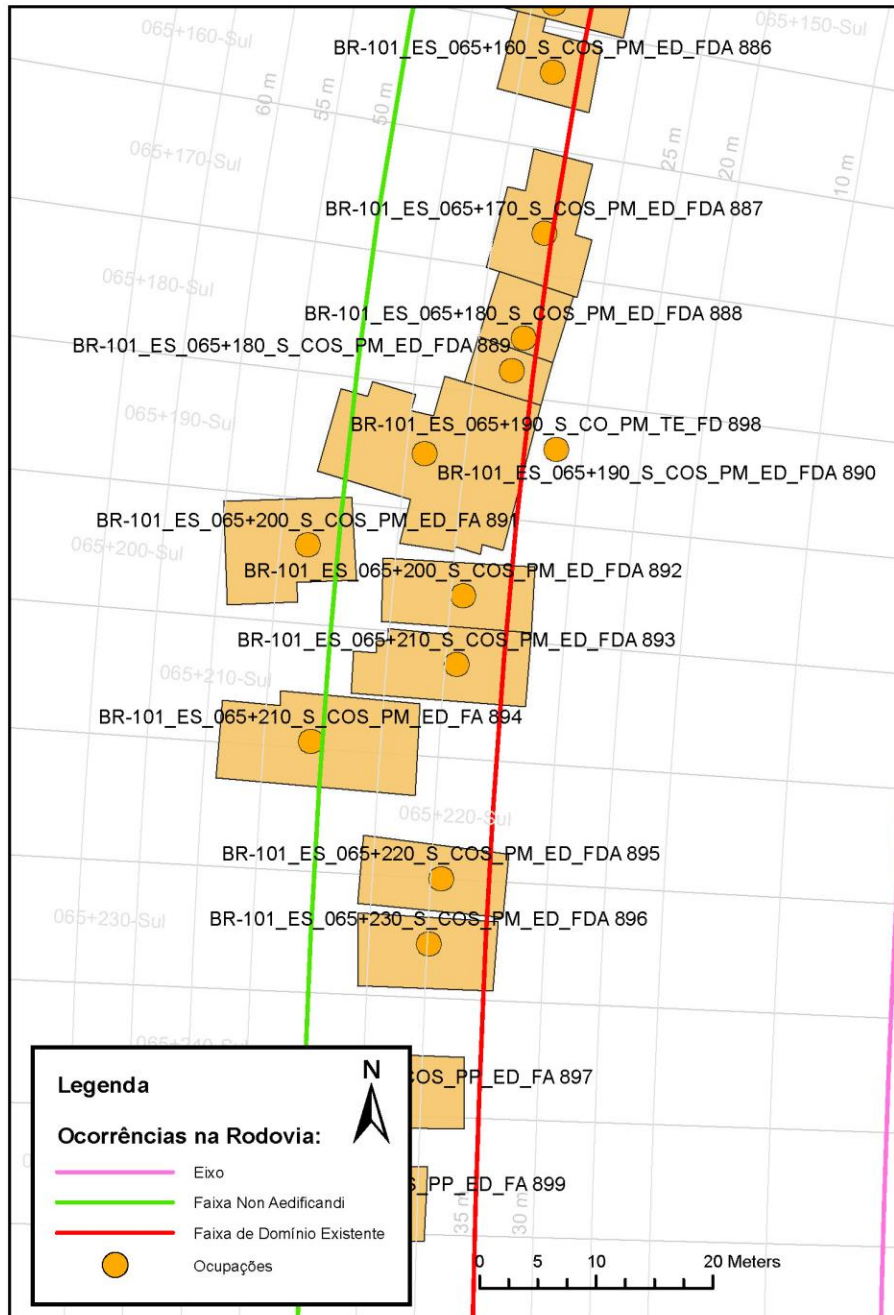 065+160-Sul
065+150-Sul
BR-101_ES_065+160_S_COS_PM_ED_FDA 886
60 m
55 m
50 m
25 m
20 m
10 m
065+170-Sul
BR-101_ES_065+170_S_COS_PM_ED_FDA 887
065+180-Sul
BR-101_ES_065+180_S_COS_PM_ED_FDA 888
BR-101_ES_065+180_S_COS_PM_ED_FDA 889
065+190-Sul
BR-101_ES_065+190_S_CO_PM_TE_FD 898
BR-101_ES_065+190_S_COS_PM_ED_FDA 890
BR-101_ES_065+200_S_COS_PM_ED_FA 891
065+200-Sul
BR-101_ES_065+200_S_COS_PM_ED_FDA 892
BR-101_ES_065+210_S_COS_PM_ED_FDA 893
065+210-Sul
BR-101_ES_065+210_S_COS_PM_ED_FA 894
065+220-Sul
BR-101_ES_065+220_S_COS_PM_ED_FDA 895
065+230-Sul
BR-101_ES_065+230_S_COS_PM_ED_FDA 896
COS_PP_ED_FA 897
S_PP_ED_FA 899
35 m
30 m
Legenda
N
Ocorrências na Rodovia:
Eixo
Faixa Non Aedificandi
Faixa de Domínio Existente
Ocupações
0 5 10 20 Meters